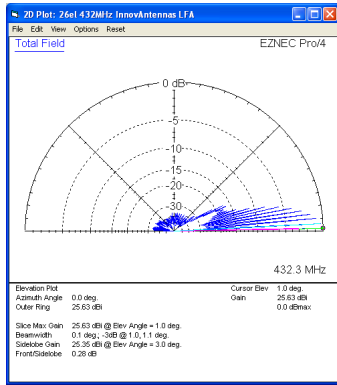 2D Plot: 26el 432MHz InnovAntennas LFA
File Edit View Options Reset
Total Field EZNEC Pro/4
0 dB
-5
-10
-15
-20
-30
432.3 MHz
Elevation Plot Cursor Elev 1.0 deg.
Azimuth Angle 0.0 deg. Gain 25.63 dBi
Outer Ring 25.63 dBi 0.0 dBmax
Slice Max Gain 25.63 dBi @ Elev Angle = 1.0 deg.
Beamwidth 0.1 deg.; -3dB @ 1.0, 1.1 deg.
Sidelobe Gain 25.35 dBi @ Elev Angle = 3.0 deg.
Front/Sidelobe 0.28 dB